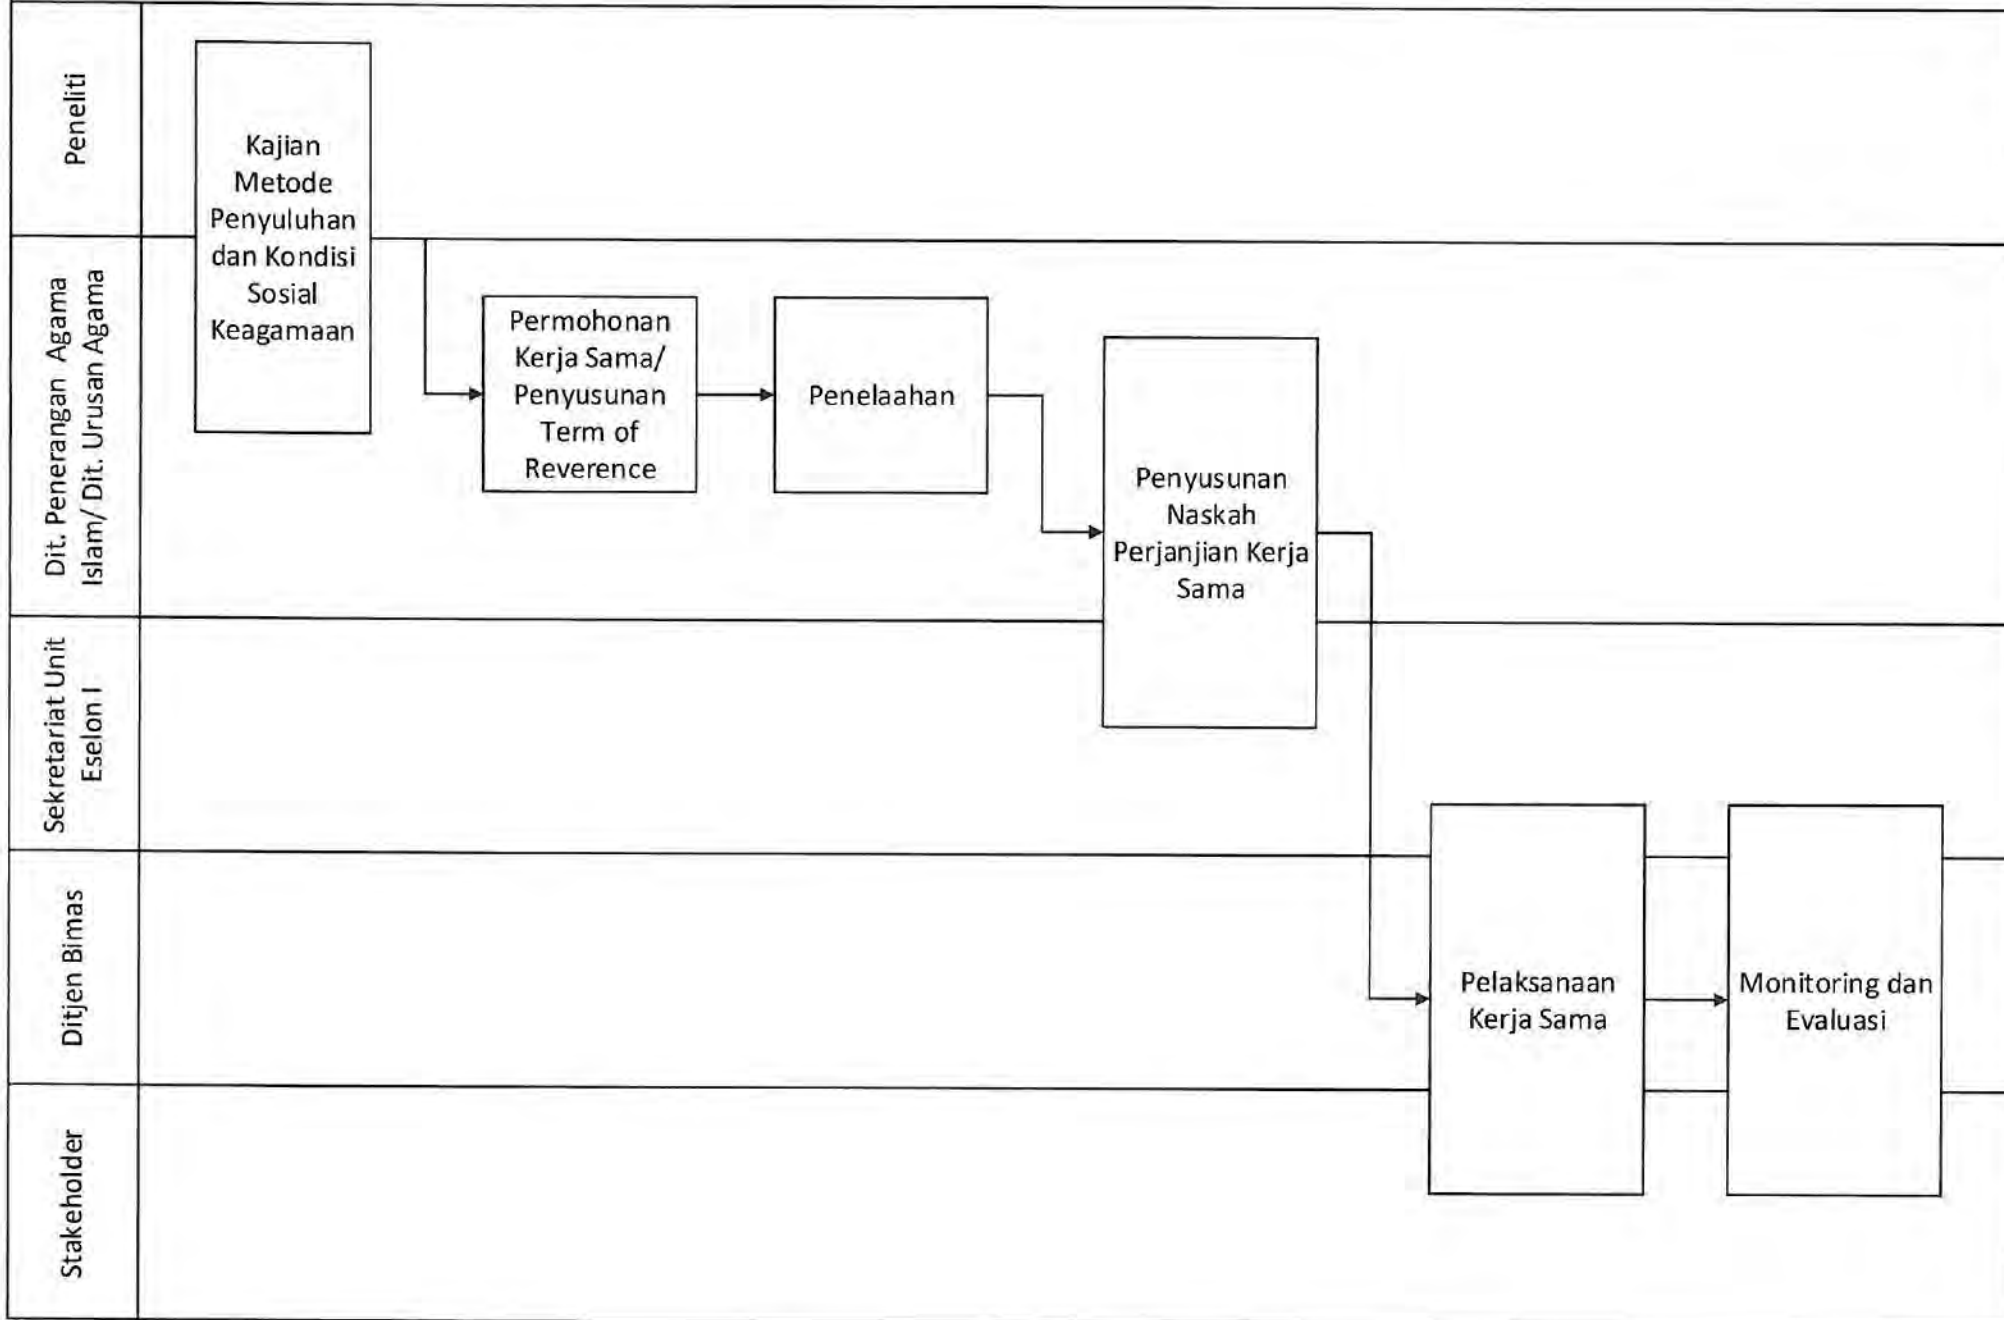 Peneliti
Kajian
Metode
Penyuluhan
dan Kondisi
Sosial
Keagamaan
Dit. Penerangan Agama
Islam/ Dit. Urusan Agama
Permohonan
Kerja Sama/
Penyusunan
Term of
Reverence
Penelaahan
Penyusunan
Naskah
Perjanjian Kerja
Sama
Sekretariat Unit
Eselon I
Ditjen Bimas
Pelaksanaan
Kerja Sama
Monitoring dan
Evaluasi
Stakeholder